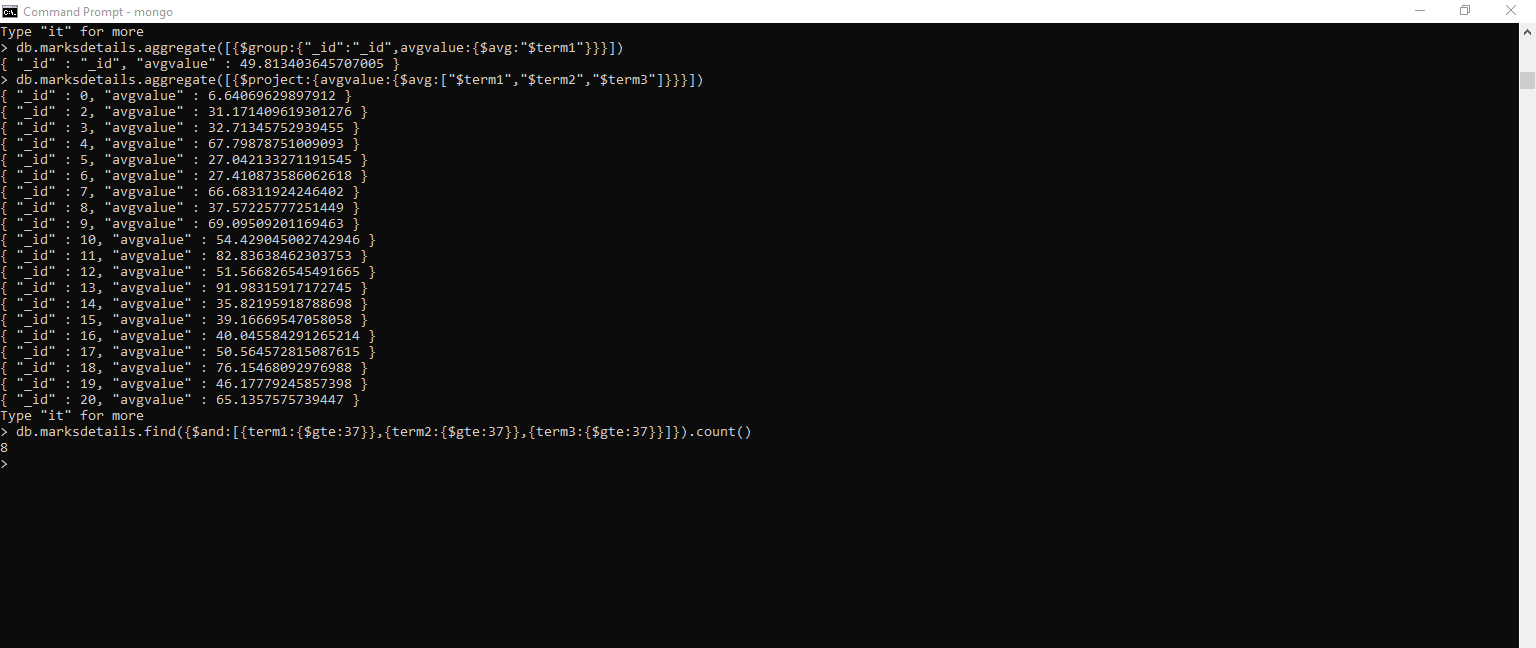 Command Prompt - mongo
Type "it" for more
> db.marksdetails.aggregate([{$group:{"_id":"_id",avgvalue:{$avg:"$term1"}}}])
{ "_id" : "_id", "avgvalue" : 49.813403645707005 }
> db.marksdetails.aggregate([{$project:{avgvalue:{$avg:["$term1","$term2","$term3"]}}}])
{ "_id" : 0, "avgvalue" : 6.64069629897912 }
{ "_id" : 2, "avgvalue" : 31.171409619301276 }
{ "_id" : 3, "avgvalue" : 32.71345752939455 }
{ "_id" : 4, "avgvalue" : 67.79878751009093 }
{ "_id" : 5, "avgvalue" : 27.042133271191545 }
{ "_id" : 6, "avgvalue" : 27.410873586062618 }
{ "_id" : 7, "avgvalue" : 66.68311924246402 }
{ "_id" : 8, "avgvalue" : 37.57225777251449 }
{ "_id" : 9, "avgvalue" : 69.09509201169463 }
{ "_id" : 10, "avgvalue" : 54.429045002742946 }
{ "_id" : 11, "avgvalue" : 82.83638462303753 }
{ "_id" : 12, "avgvalue" : 51.566826545491665 }
{ "_id" : 13, "avgvalue" : 91.98315917172745 }
{ "_id" : 14, "avgvalue" : 35.82195918788698 }
{ "_id" : 15, "avgvalue" : 39.16669547058058 }
{ "_id" : 16, "avgvalue" : 40.045584291265214 }
{ "_id" : 17, "avgvalue" : 50.564572815087615 }
{ "_id" : 18, "avgvalue" : 76.15468092976988 }
{ "_id" : 19, "avgvalue" : 46.17779245857398 }
{ "_id" : 20, "avgvalue" : 65.1357575739447 }
Type "it" for more
> db.marksdetails.find({$and:[{term1:{$gte:37}},{term2:{$gte:37}},{term3:{$gte:37}}]}).count()
8
>